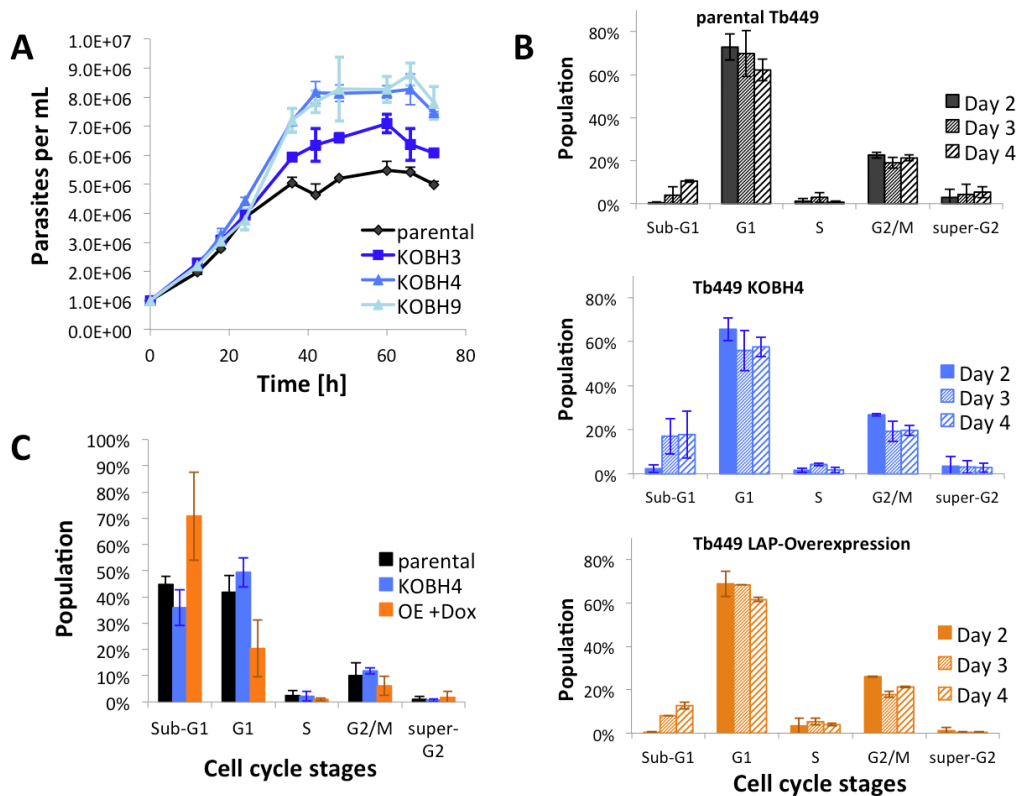 A
1.0E+07
9.0E+06
8.0E+06
7.0E+06
6.0E+06
5.0E+06
4.0E+06
3.0E+06
2.0E+06
1.0E+06
0.0E+00
Parasites per mL
0 20 40 60 80
Time [h]
parental
KOBH3
KOBH4
KOBH9
B
parental Tb449
80%
60%
40%
20%
0%
Population
Sub-G1 G1 S G2/M super-G2
Day 2
Day 3
Day 4
Tb449 KOBH4
80%
60%
40%
20%
0%
Population
Sub-G1 G1 S G2/M super-G2
Day 2
Day 3
Day 4
Tb449 LAP-Overexpression
80%
60%
40%
20%
0%
Population
Sub-G1 G1 S G2/M super-G2
Day 2
Day 3
Day 4
Cell cycle stages
C
100%
90%
80%
70%
60%
50%
40%
30%
20%
10%
0%
Population
Sub-G1 G1 S G2/M super-
G2
parental
KOBH4
OE +Dox
Cell cycle stages